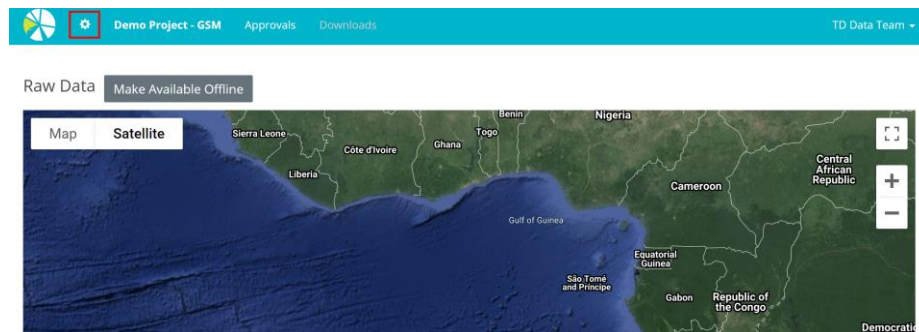 Demo Project - GSM Approvals Downloads TD Data Team
Raw Data Make Available Offline
Map Satellite
Sierra Leone
Liberia
Côte d'Ivoire
Ghana
Togo
Benin
Nigeria
Central
African
Republic
Cameroon
Gulf of Guinea
Equatorial
Guinea
São Tomé
and Príncipe
Gabon
Republic of
the Congo
Democratic